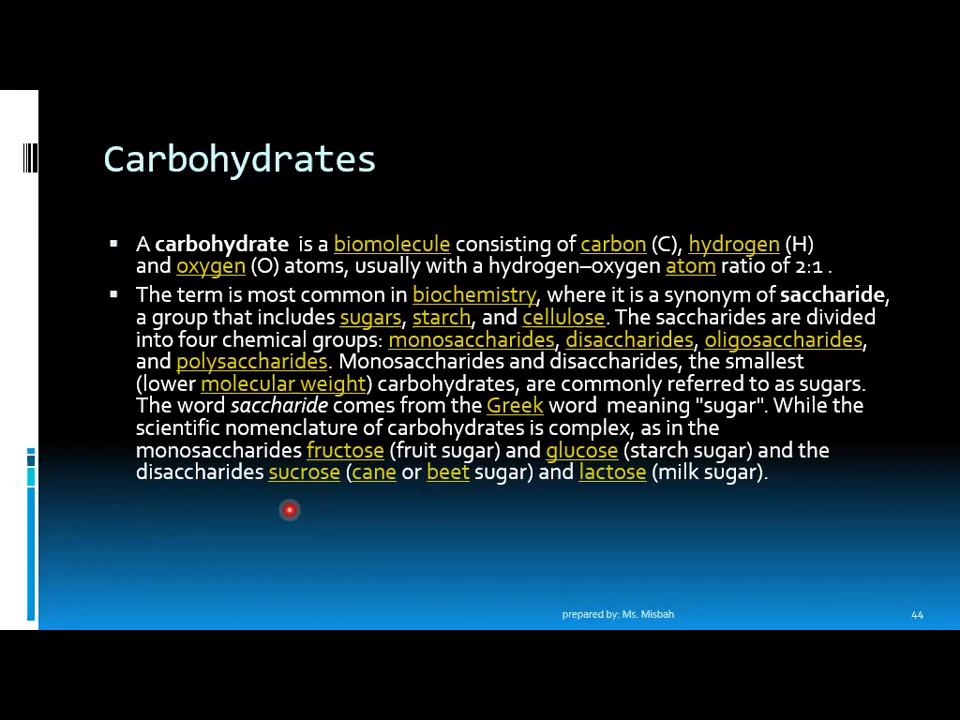 Carbohydrates
▪ A carbohydrate is a biomolecule consisting of carbon (C), hydrogen (H)
and oxygen (O) atoms, usually with a hydrogen–oxygen atom ratio of 2:1 .
▪ The term is most common in biochemistry, where it is a synonym of saccharide,
a group that includes sugars, starch, and cellulose. The saccharides are divided
into four chemical groups: monosaccharides, disaccharides, oligosaccharides,
and polysaccharides. Monosaccharides and disaccharides, the smallest
(lower molecular weight) carbohydrates, are commonly referred to as sugars.
The word saccharide comes from the Greek word meaning "sugar". While the
scientific nomenclature of carbohydrates is complex, as in the
monosaccharides fructose (fruit sugar) and glucose (starch sugar) and the
disaccharides sucrose (cane or beet sugar) and lactose (milk sugar).
prepared by: Ms. Misbah
44